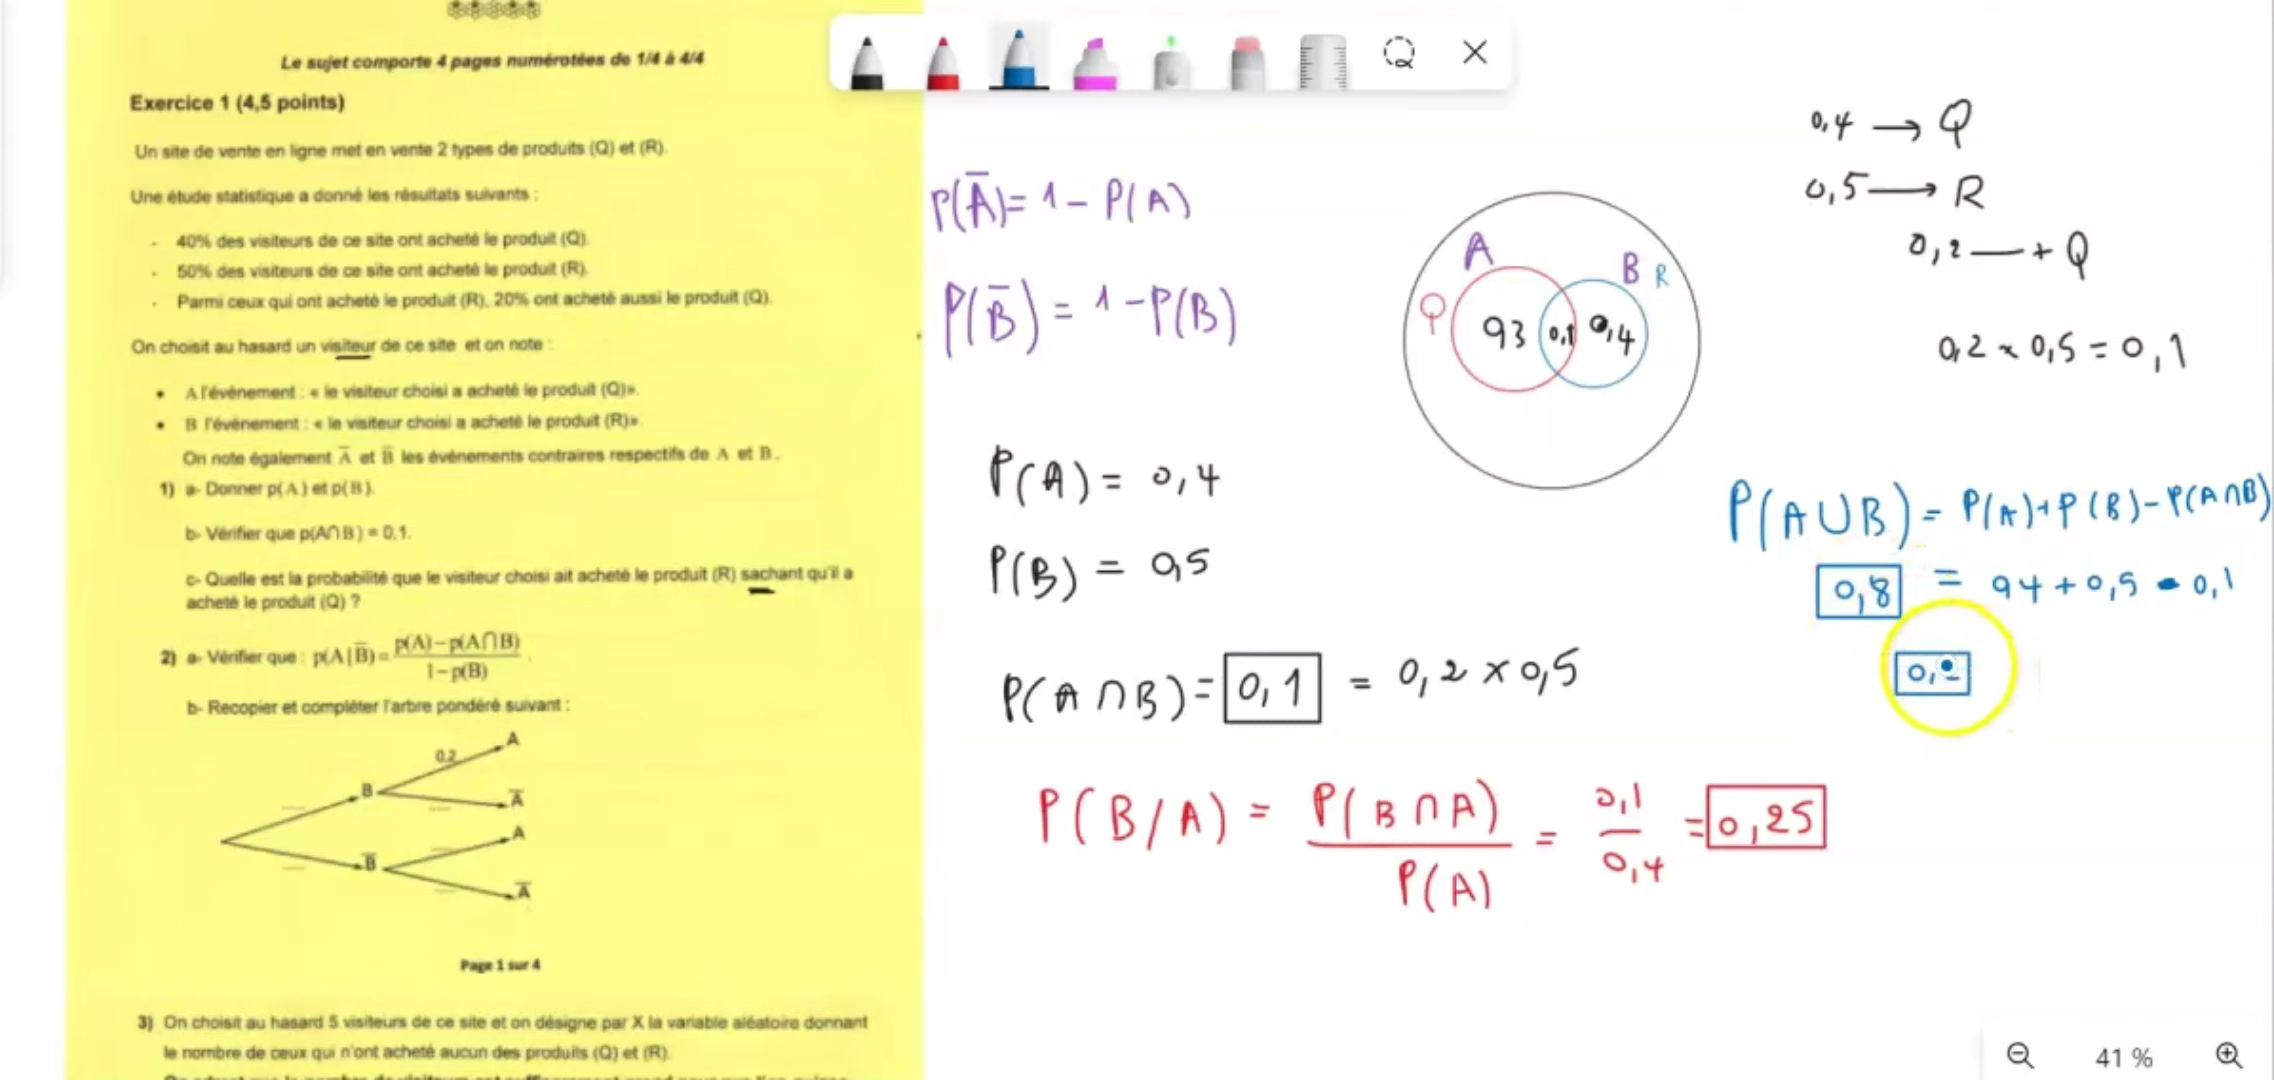 Le sujet comporte 4 pages numérotées de 1/4 à 4/4
Exercice 1 (4,5 points)
Un site de vente en ligne met en vente 2 types de produits (Q) et (R).
Une étude statistique a donné les résultats suivants :
- 40% des visiteurs de ce site ont acheté le produit (Q).
- 50% des visiteurs de ce site ont acheté le produit (R).
- Parmi ceux qui ont acheté le produit (R), 20% ont acheté aussi le produit (Q).
On choisit au hasard un visiteur de ce site et on note :
• A l'événement : « le visiteur choisi a acheté le produit (Q)».
• B l'événement : « le visiteur choisi a acheté le produit (R)»
On note également A̅ et B̅ les événements contraires respectifs de A et B.
1) a- Donner p(A) et p(B).
b- Vérifier que p(A∩B) = 0,1.
c- Quelle est la probabilité que le visiteur choisi ait acheté le produit (R) sachant qu'il a
acheté le produit (Q) ?
2) a- Vérifier que : p(A|B̅) = p(A)−p(A∩B) / 1−p(B) .
b- Recopier et compléter l'arbre pondéré suivant :
0,2 A
B ..... A̅
..... A
B̅ ..... A̅
Page 1 sur 4
3) On choisit au hasard 5 visiteurs de ce site et on désigne par X la variable aléatoire donnant
le nombre de ceux qui n'ont acheté aucun des produits (Q) et (R).
P(A̅) = 1 − P(A)
P(B̅) = 1 − P(B)
A B R
Q 0,3 0,1 0,4
0,4 → Q
0,5 → R
0,2 → Q
0,2 × 0,5 = 0,1
P(A) = 0,4
P(B) = 0,5
P(A∩B) = 0,1 = 0,2 × 0,5
P(A∪B) = P(A) + P(B) − P(A∩B)
0,8 = 0,4 + 0,5 − 0,1
P(B/A) = P(B∩A) / P(A) = 0,1 / 0,4 = 0,25
41 %